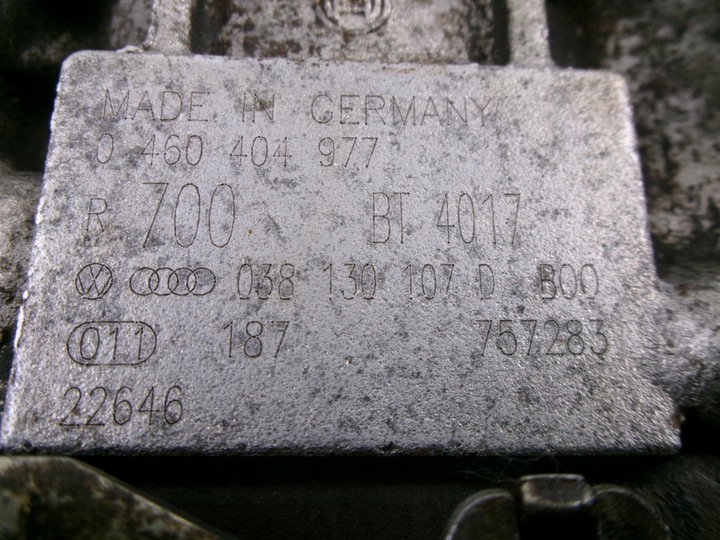 MADE IN GERMANY
0 460 404 977
R 700 BT 4017
038 130 107 D B00
011 187 757283
22646